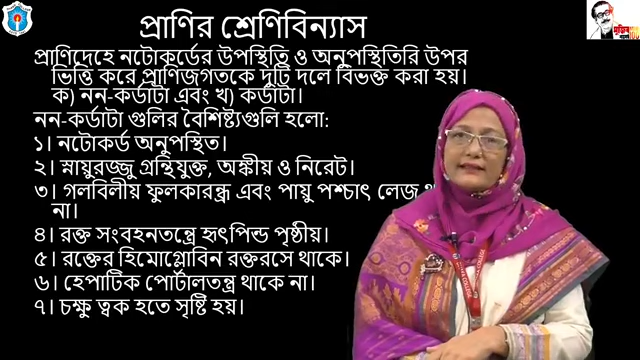 প্রাণির শ্রেণিবিন্যাস
প্রাণিদেহে নটোকর্ডের উপস্থিতি ও অনুপস্থিতিরি উপর
ভিত্তি করে প্রাণিজগতকে দুটি দলে বিভক্ত করা হয়।
ক) নন-কর্ডাটা এবং খ) কর্ডাটা।
নন-কর্ডাটা গুলির বৈশিষ্ট্যগুলি হলো:
১। নটোকর্ড অনুপস্থিত।
২। স্নায়ুরজ্জু গ্রন্থিযুক্ত, অঙ্কীয় ও নিরেট।
৩। গলবিলীয় ফুলকারন্ধ্র এবং পায়ু পশ্চাৎ লেজ
না।
৪। রক্ত সংবহনতন্ত্রে হৃৎপিন্ড পৃষ্ঠীয়।
৫। রক্তের হিমোগ্লোবিন রক্তরসে থাকে।
৬। হেপাটিক পোর্টালতন্ত্র থাকে না।
৭। চক্ষু ত্বক হতে সৃষ্টি হয়।